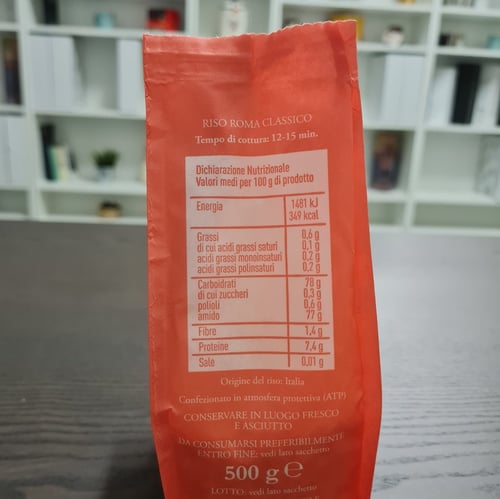 RISO ROMA CLASSICO
Tempo di cottura: 12-15 min.
Dichiarazione Nutrizionale
Valori medi per 100 g di prodotto
Energia 1481 kJ
349 kcal
Grassi 0,6 g
di cui acidi grassi saturi 0,1 g
acidi grassi monoinsaturi 0,2 g
acidi grassi polinsaturi 0,2 g
Carboidrati 78 g
di cui zuccheri 0,3 g
polioli 0,6 g
amido 77 g
Fibre 1,4 g
Proteine 7,4 g
Sale 0,01 g
Origine del riso: Italia
Confezionato in atmosfera protettiva (ATP)
CONSERVARE IN LUOGO FRESCO
E ASCIUTTO
DA CONSUMARSI PREFERIBILMENTE
ENTRO FINE: vedi lato sacchetto
500 g ℮
LOTTO: vedi lato sacchetto